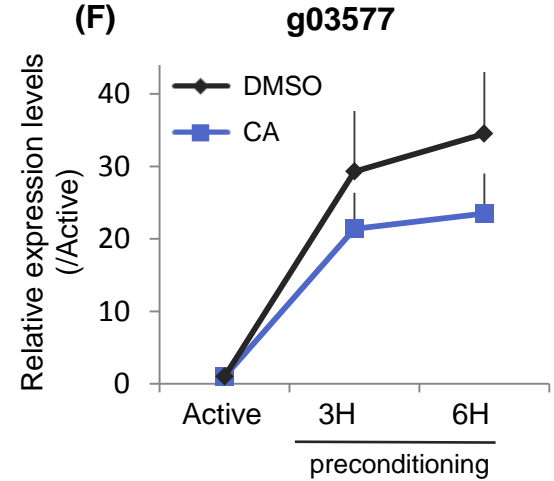 (F)
g03577
Relative expression levels
(/Active)
40
30
20
10
0
DMSO
CA
Active
3H
6H
preconditioning